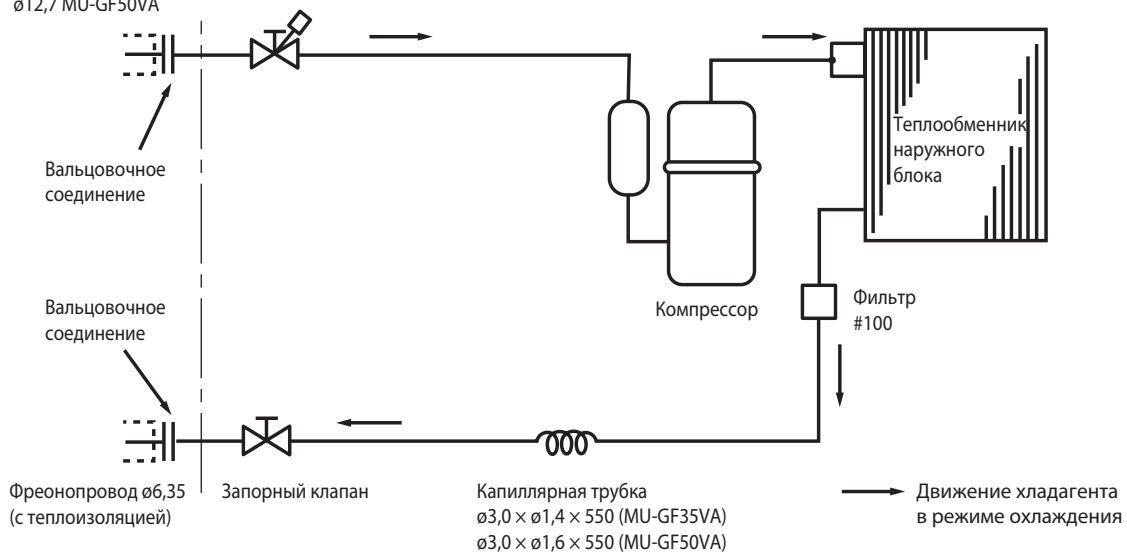 ø12,7 MU-GF50VA
Вальцовочное
соединение
Теплообменник
наружного
блока
Компрессор
Фильтр
#100
Вальцовочное
соединение
Фреонопровод ø6,35
(с теплоизоляцией)
Запорный клапан
Капиллярная трубка
ø3,0 × ø1,4 × 550 (MU-GF35VA)
ø3,0 × ø1,6 × 550 (MU-GF50VA)
Движение хладагента
в режиме охлаждения